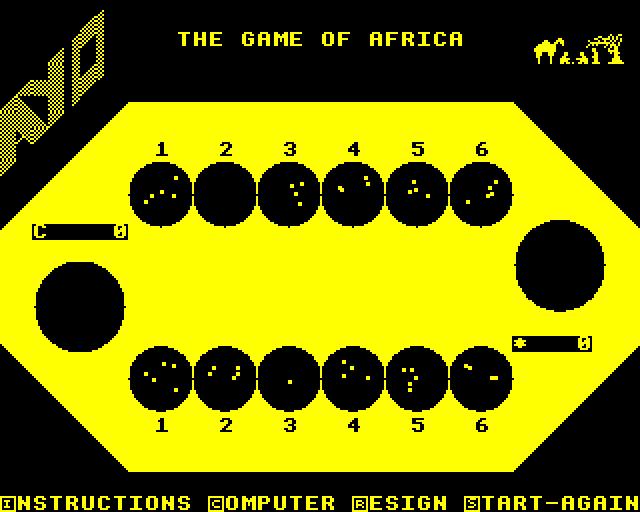 THE GAME OF AFRICA
AYO
1 2 3 4 5 6
C 0
* 0
1 2 3 4 5 6
INSTRUCTIONS COMPUTER RESIGN START-AGAIN